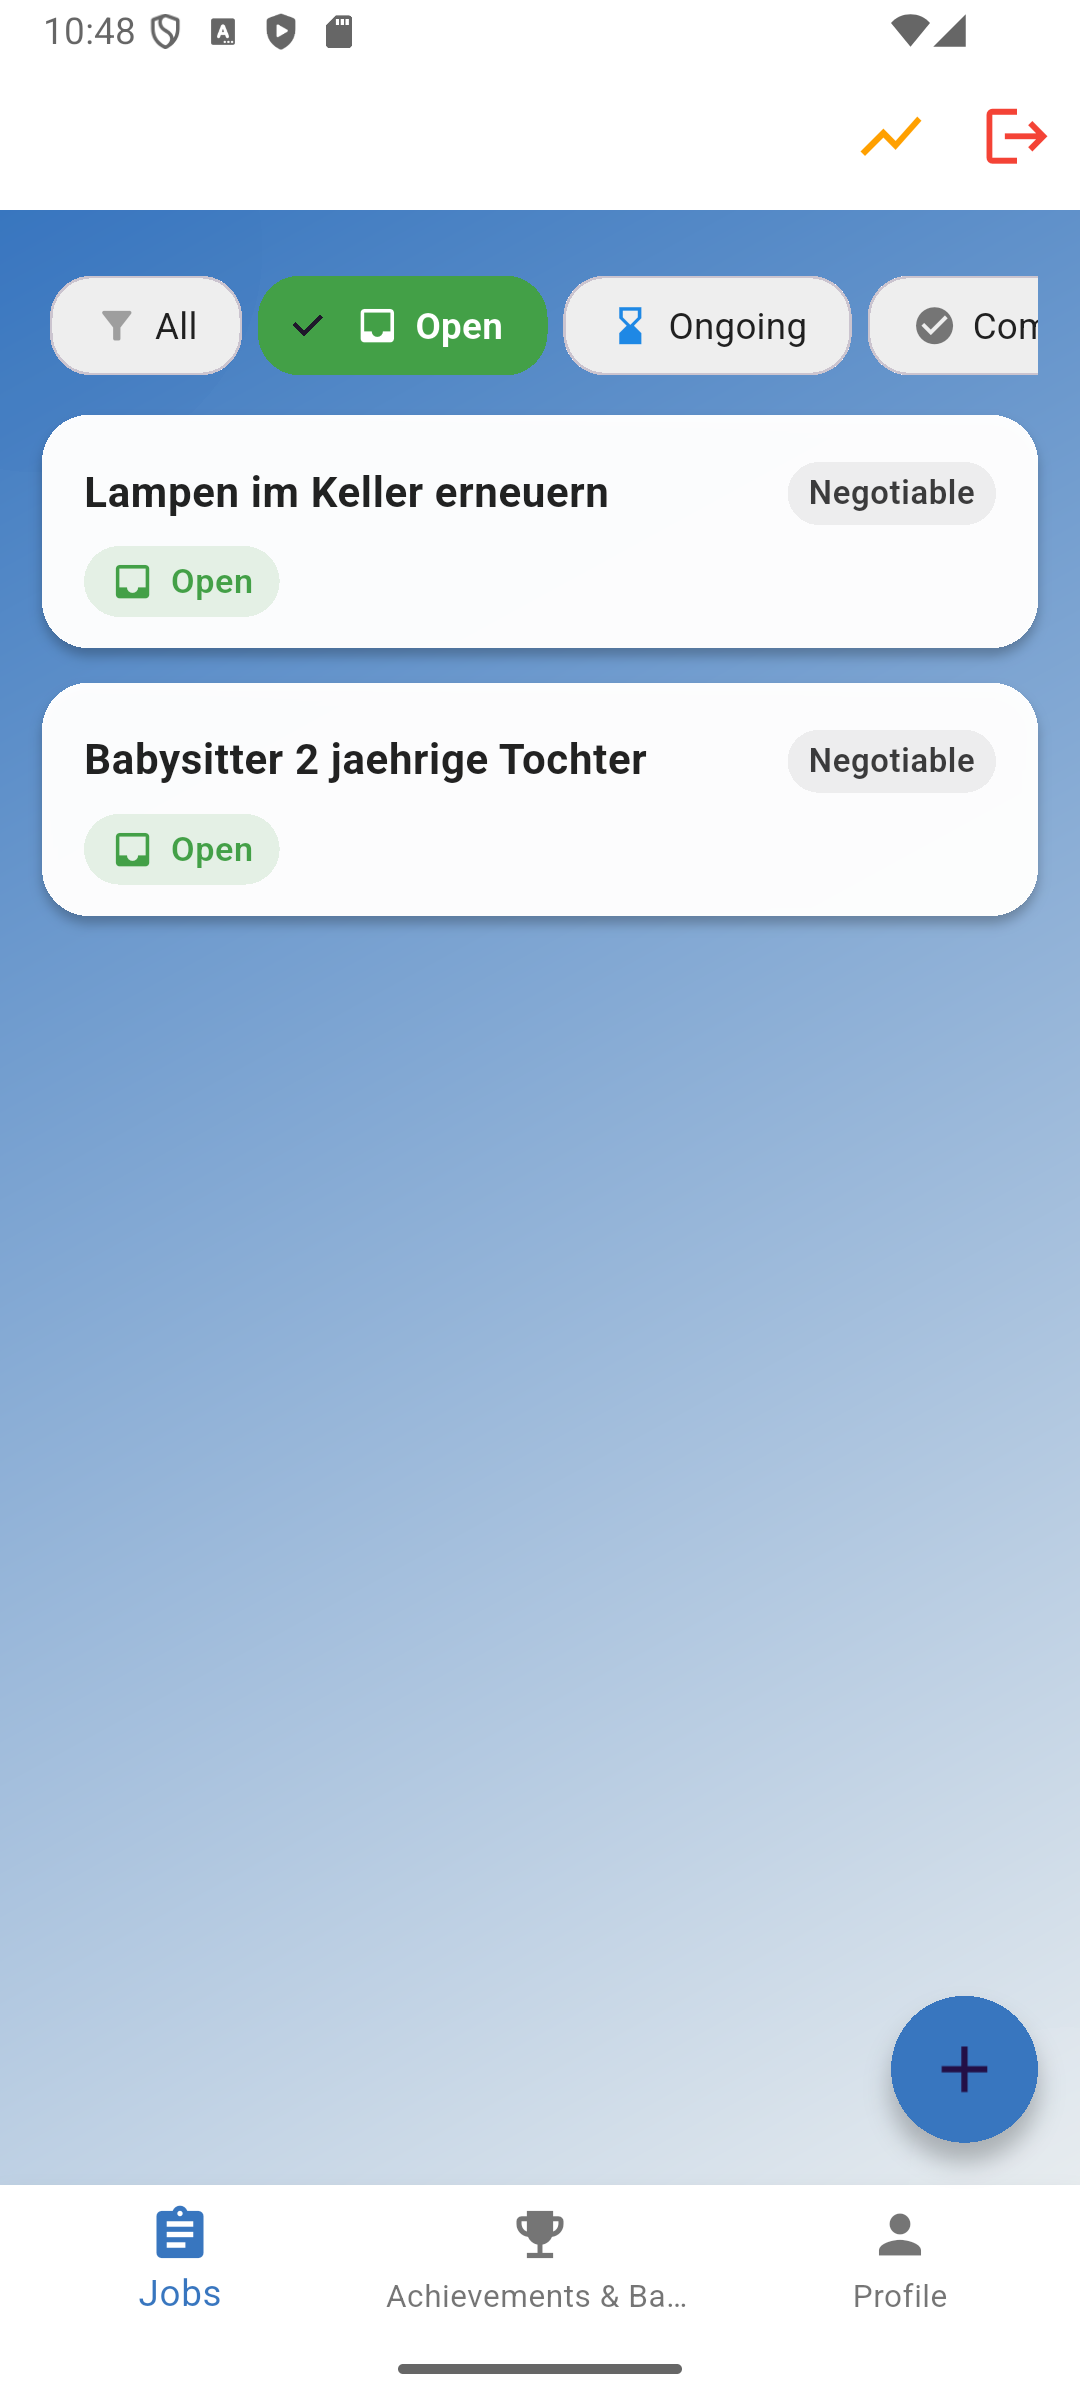 10:48
All
Open
Ongoing
Com
Lampen im Keller erneuern
Negotiable
Open
Babysitter 2 jaehrige Tochter
Negotiable
Open
Jobs
Achievements & Ba...
Profile